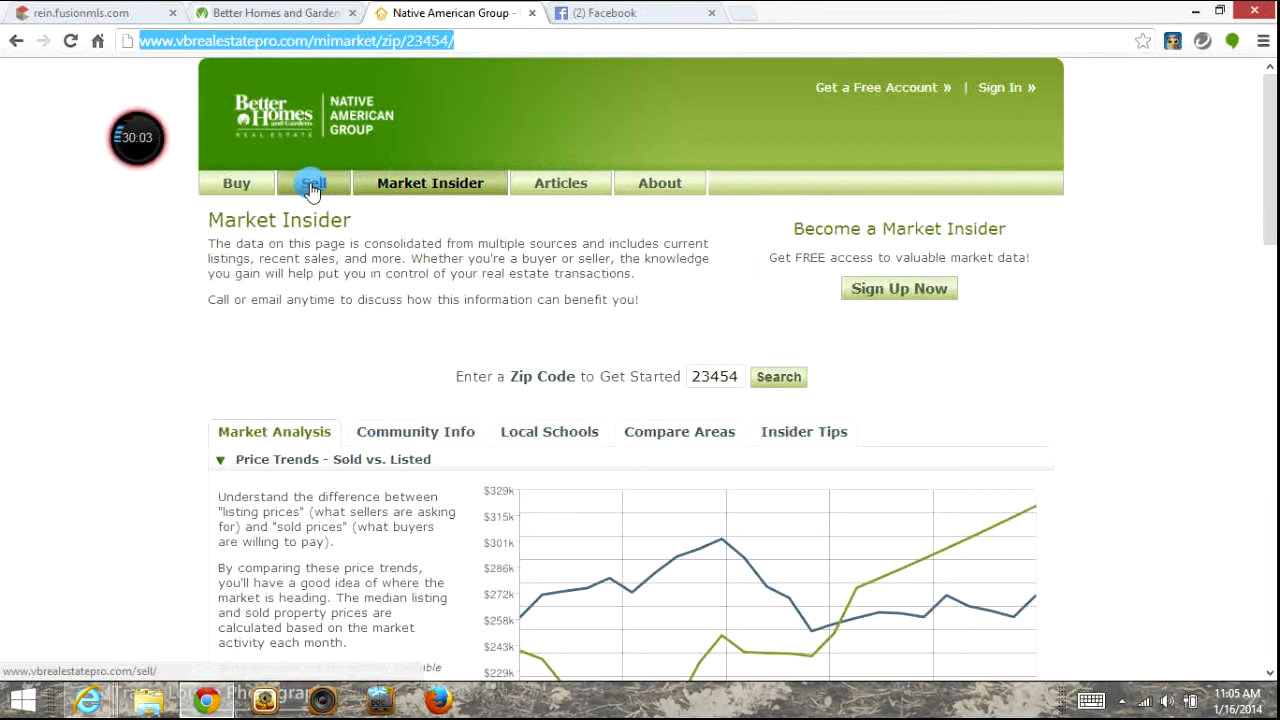 rein.fusionmls.com
Better Homes and Garden
Native American Group -
(2) Facebook
www.vbrealestatepro.com/mimarket/zip/23454/
Get a Free Account » | Sign In »
Better
Homes
and Gardens
REAL ESTATE
NATIVE
AMERICAN
GROUP
30:03
Buy
Sell
Market Insider
Articles
About
Market Insider
The data on this page is consolidated from multiple sources and includes current
listings, recent sales, and more. Whether you're a buyer or seller, the knowledge
you gain will help put you in control of your real estate transactions.
Call or email anytime to discuss how this information can benefit you!
Become a Market Insider
Get FREE access to valuable market data!
Sign Up Now
Enter a Zip Code to Get Started 23454 Search
Market Analysis
Community Info
Local Schools
Compare Areas
Insider Tips
Price Trends - Sold vs. Listed
Understand the difference between
"listing prices" (what sellers are asking
for) and "sold prices" (what buyers
are willing to pay).
By comparing these price trends,
you'll have a good idea of where the
market is heading. The median listing
and sold property prices are
calculated based on the market
activity each month.
$329k
$315k
$301k
$286k
$272k
$258k
$243k
$229k
www.vbrealestatepro.com/sell/
11:05 AM
1/16/2014